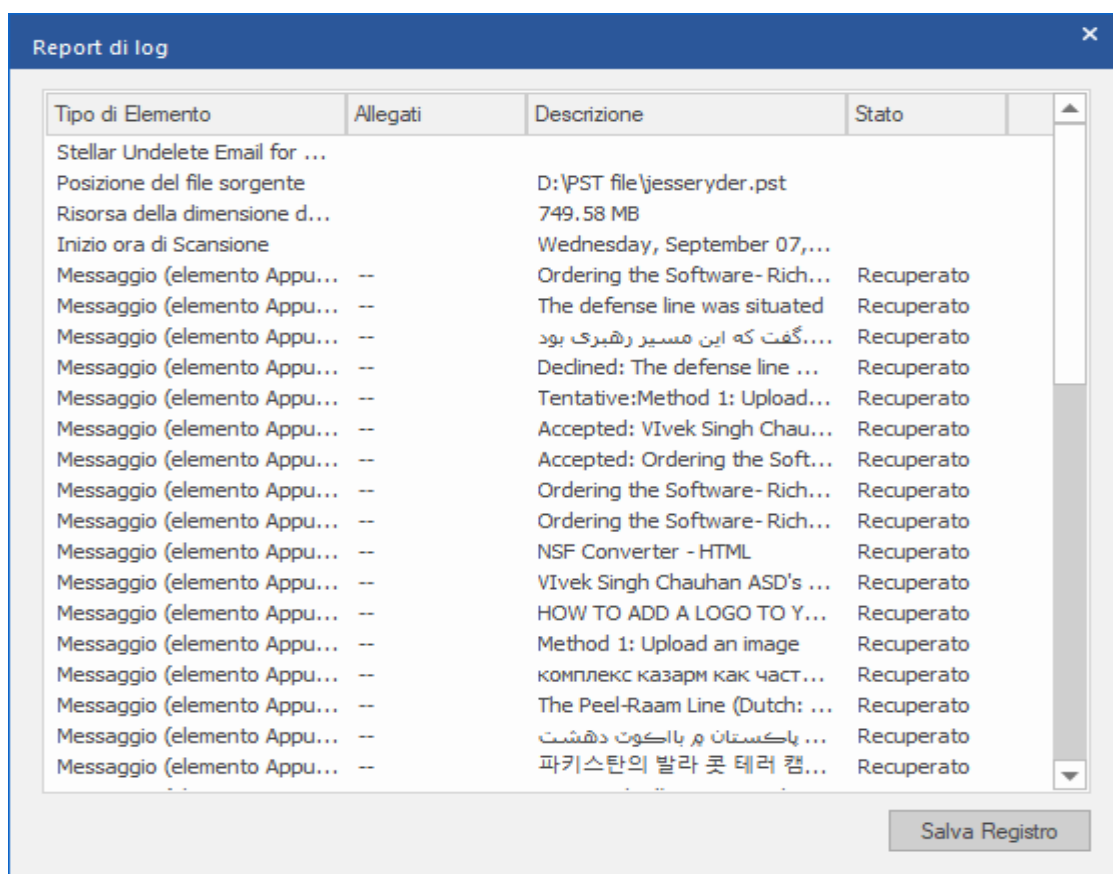 Report di log
Tipo di Elemento Allegati Descrizione Stato
Stellar Undelete Email for ...
Posizione del file sorgente D:\PST file\jesseryder.pst
Risorsa della dimensione d... 749.58 MB
Inizio ora di Scansione Wednesday, September 07,...
Messaggio (elemento Appu... -- Ordering the Software- Rich... Recuperato
Messaggio (elemento Appu... -- The defense line was situated Recuperato
Messaggio (elemento Appu... -- گفت که این مسیر رهبری بود.... Recuperato
Messaggio (elemento Appu... -- Declined: The defense line ... Recuperato
Messaggio (elemento Appu... -- Tentative:Method 1: Upload... Recuperato
Messaggio (elemento Appu... -- Accepted: VIvek Singh Chau... Recuperato
Messaggio (elemento Appu... -- Accepted: Ordering the Soft... Recuperato
Messaggio (elemento Appu... -- Ordering the Software- Rich... Recuperato
Messaggio (elemento Appu... -- Ordering the Software- Rich... Recuperato
Messaggio (elemento Appu... -- NSF Converter - HTML Recuperato
Messaggio (elemento Appu... -- VIvek Singh Chauhan ASD's ... Recuperato
Messaggio (elemento Appu... -- HOW TO ADD A LOGO TO Y... Recuperato
Messaggio (elemento Appu... -- Method 1: Upload an image Recuperato
Messaggio (elemento Appu... -- комплекс казарм как част... Recuperato
Messaggio (elemento Appu... -- The Peel-Raam Line (Dutch: ... Recuperato
Messaggio (elemento Appu... -- پاڪستان ۾ بااڪوٽ دهشت ... Recuperato
Messaggio (elemento Appu... -- 파키스탄의 발라 콧 테러 캠... Recuperato
Salva Registro